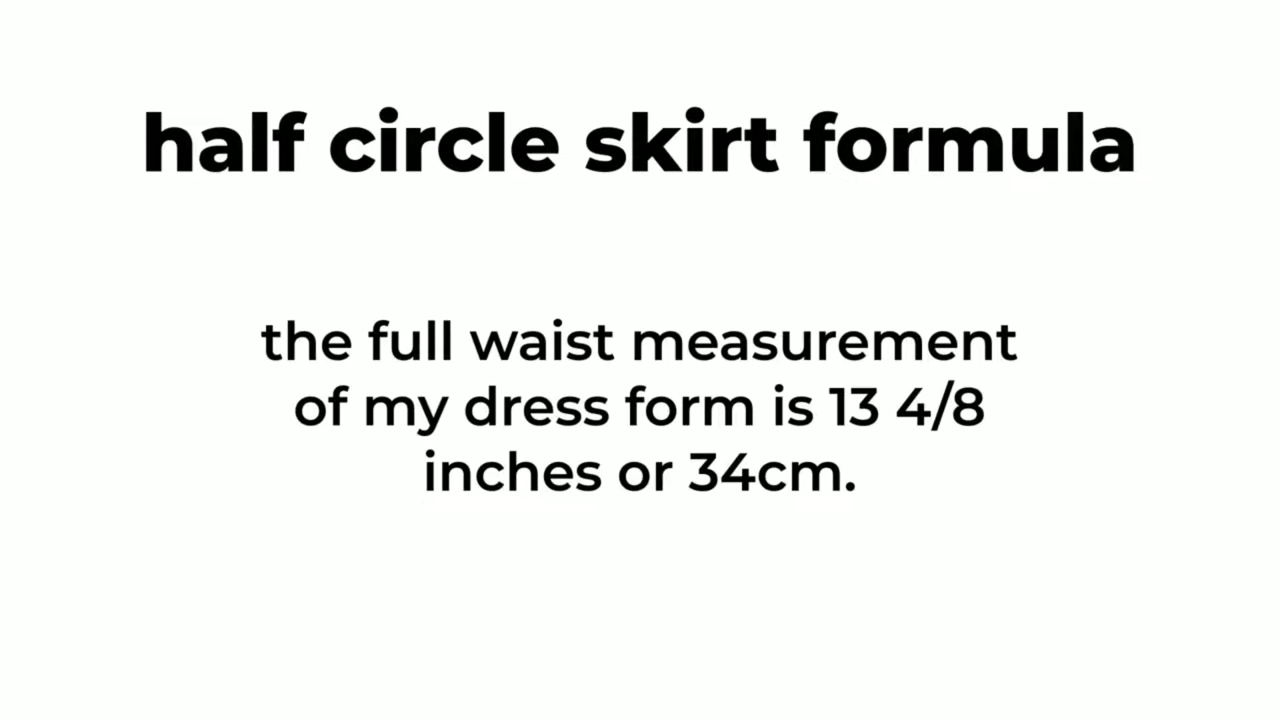 half circle skirt formula
the full waist measurement
of my dress form is 13 4/8
inches or 34cm.